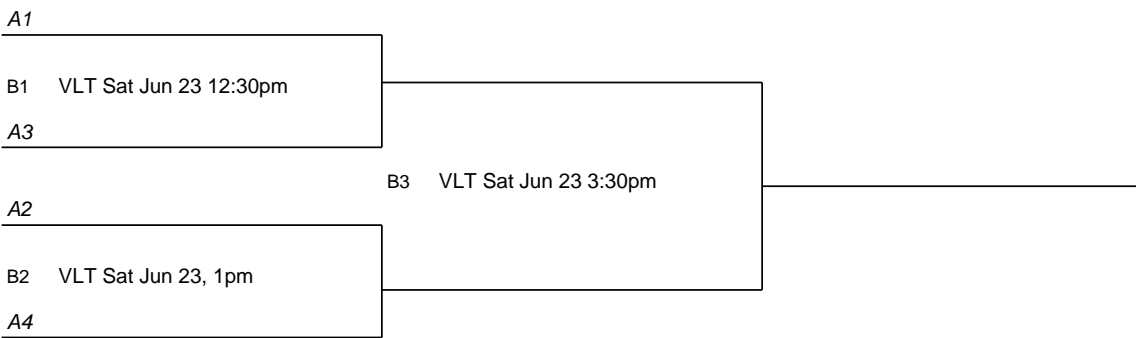 A1
B1 VLT Sat Jun 23 12:30pm
A3
B3 VLT Sat Jun 23 3:30pm
A2
B2 VLT Sat Jun 23, 1pm
A4